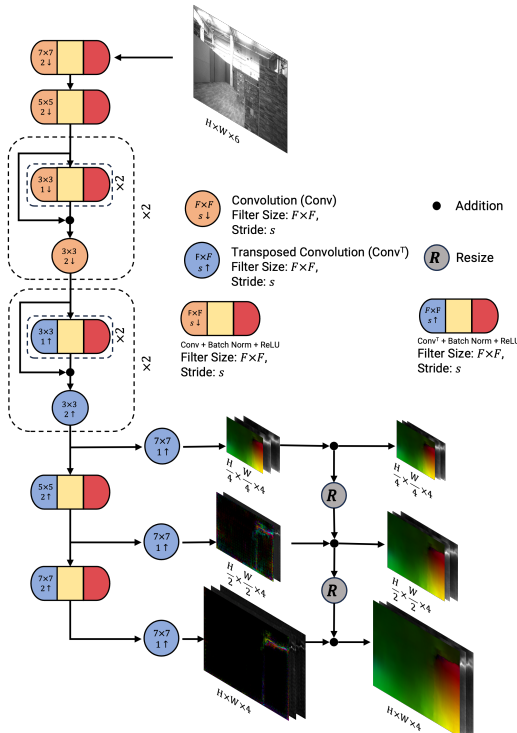 7×7
2↓
H×W×6
5×5
2↓
3×3
1↓
×2
×2
3×3
2↓
F×F
s↓
Convolution (Conv)
Filter Size: F×F,
Stride: s
Addition
F×F
s↑
Transposed Convolution (Convᵀ)
Filter Size: F×F,
Stride: s
R
Resize
3×3
1↑
×2
×2
3×3
2↑
F×F
s↓
Conv + Batch Norm + ReLU
Filter Size: F×F,
Stride: s
F×F
s↑
Convᵀ + Batch Norm + ReLU
Filter Size: F×F,
Stride: s
7×7
1↑
H/4 × W/4 ×4
H/4 × W/4 ×4
5×5
2↑
R
7×7
1↑
H/2 × W/2 ×4
H/2 × W/2 ×4
7×7
2↑
R
7×7
1↑
H×W×4
H×W×4